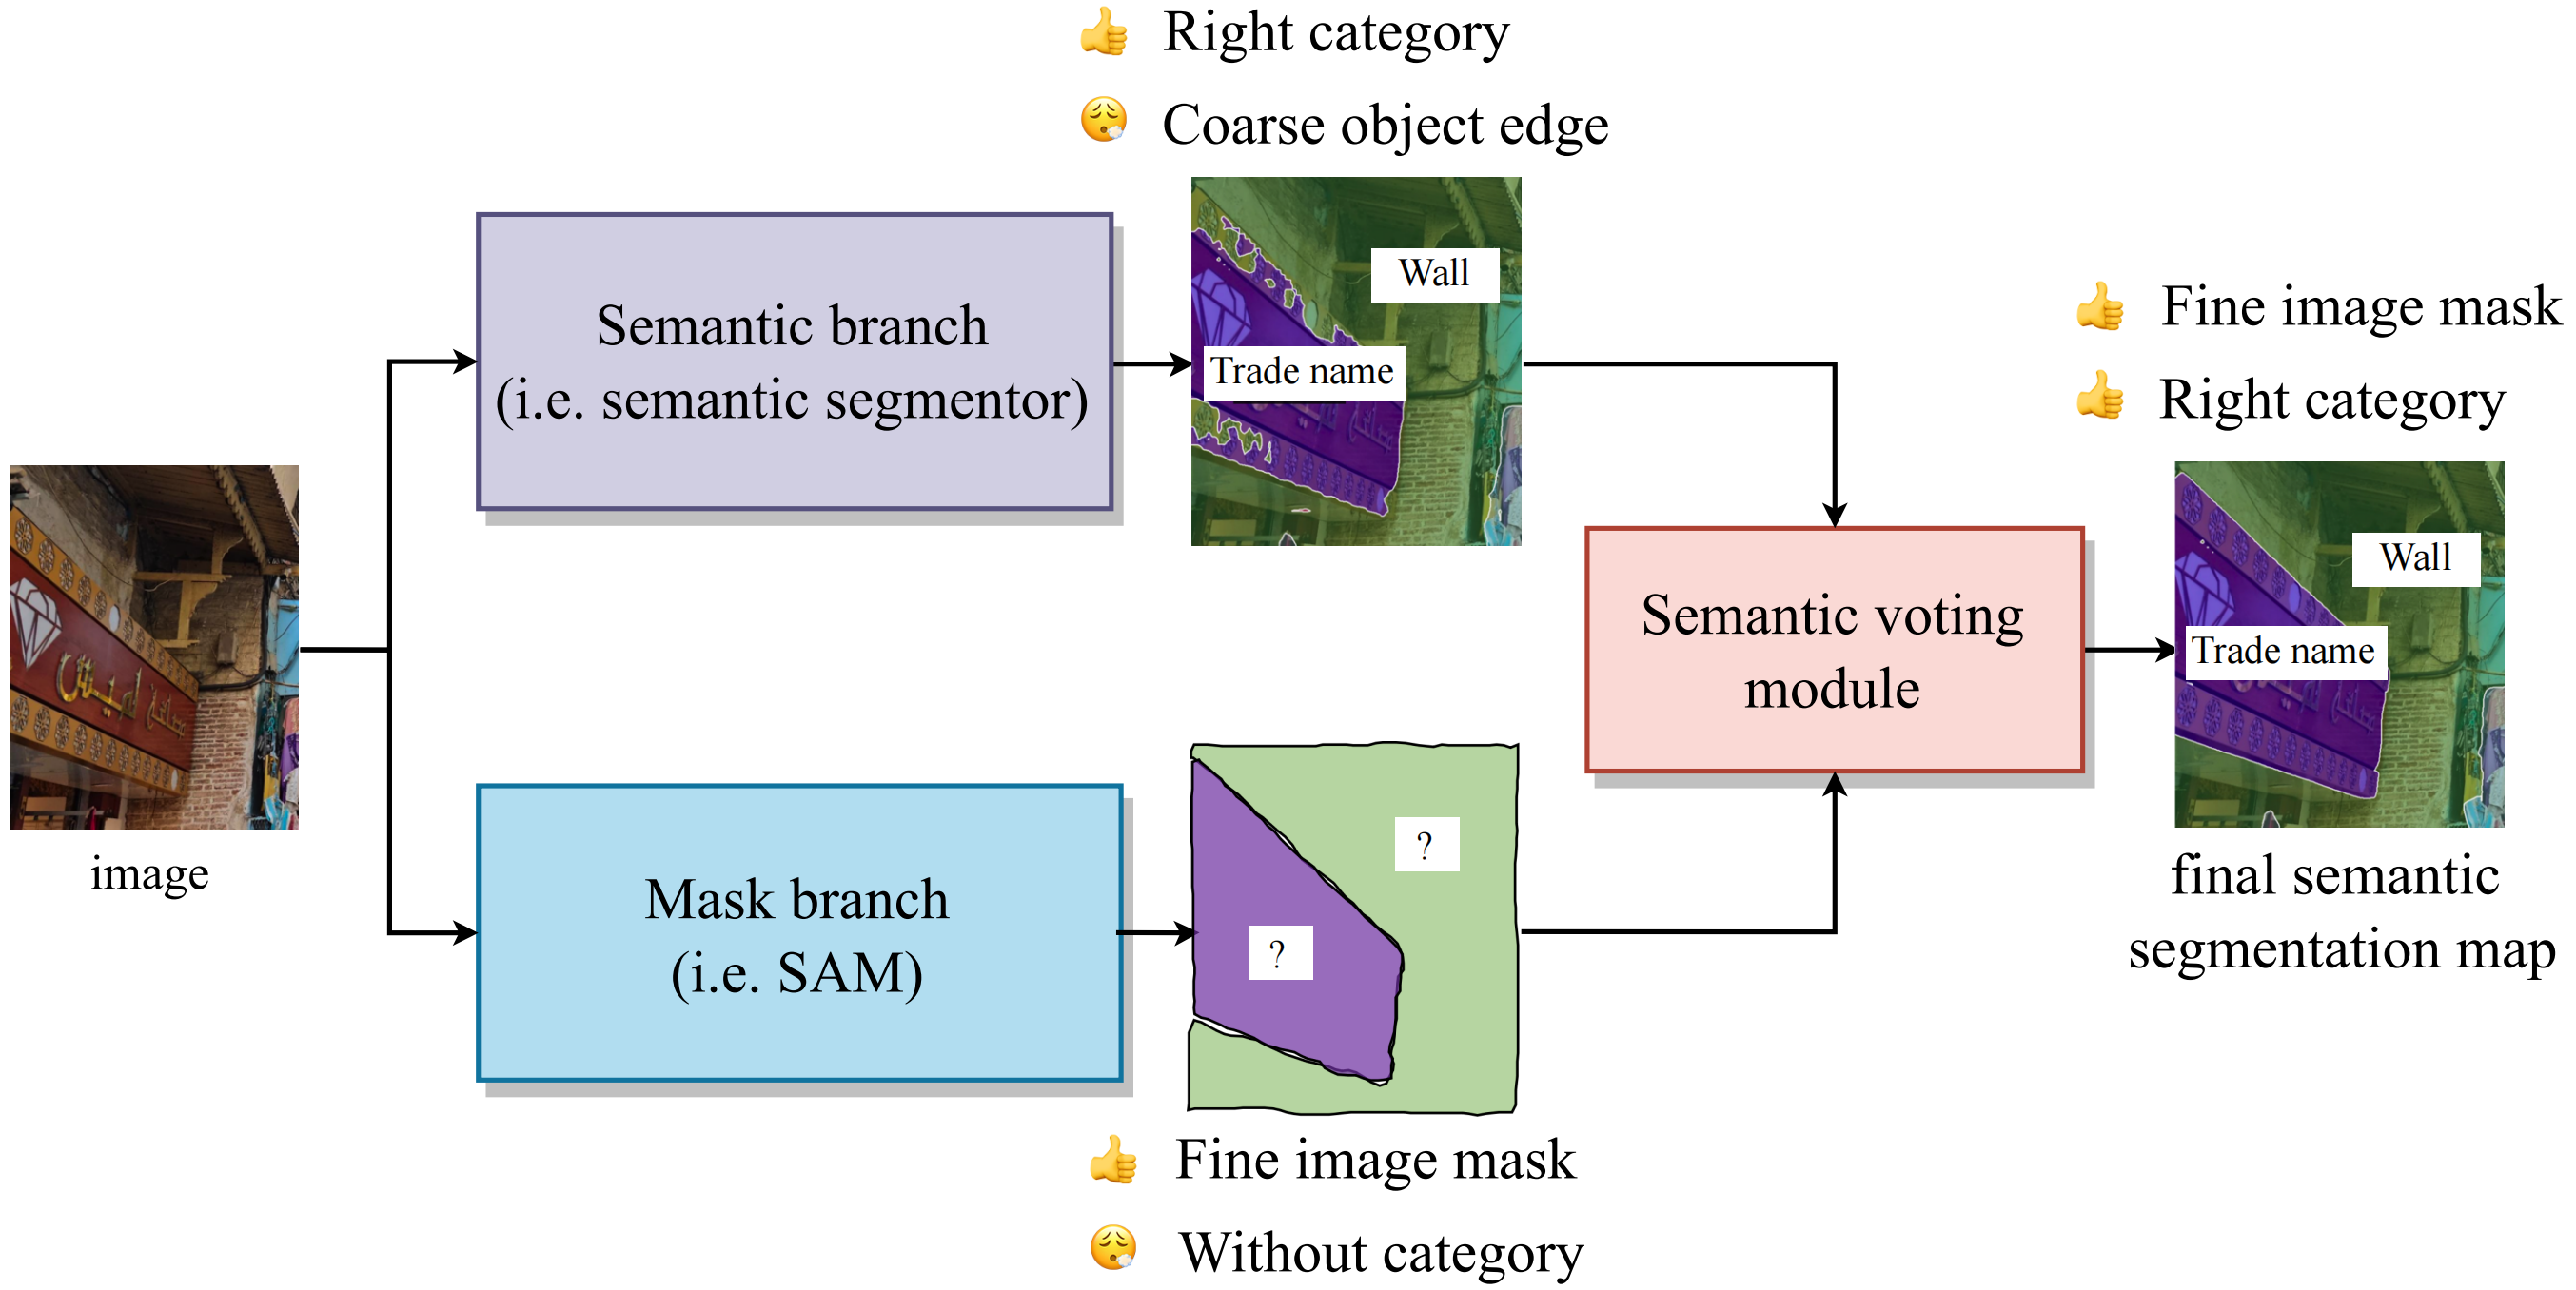 Right category
Coarse object edge
Semantic branch
(i.e. semantic segmentor)
Wall
Trade name
Fine image mask
Right category
image
Semantic voting
module
Wall
Trade name
final semantic
segmentation map
Mask branch
(i.e. SAM)
?
?
Fine image mask
Without category